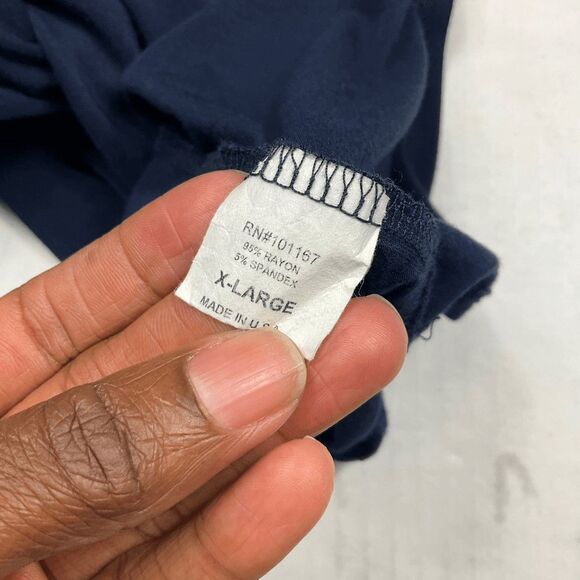 RN#101167
95% RAYON
5% SPANDEX
X-LARGE
MADE IN U.S.A